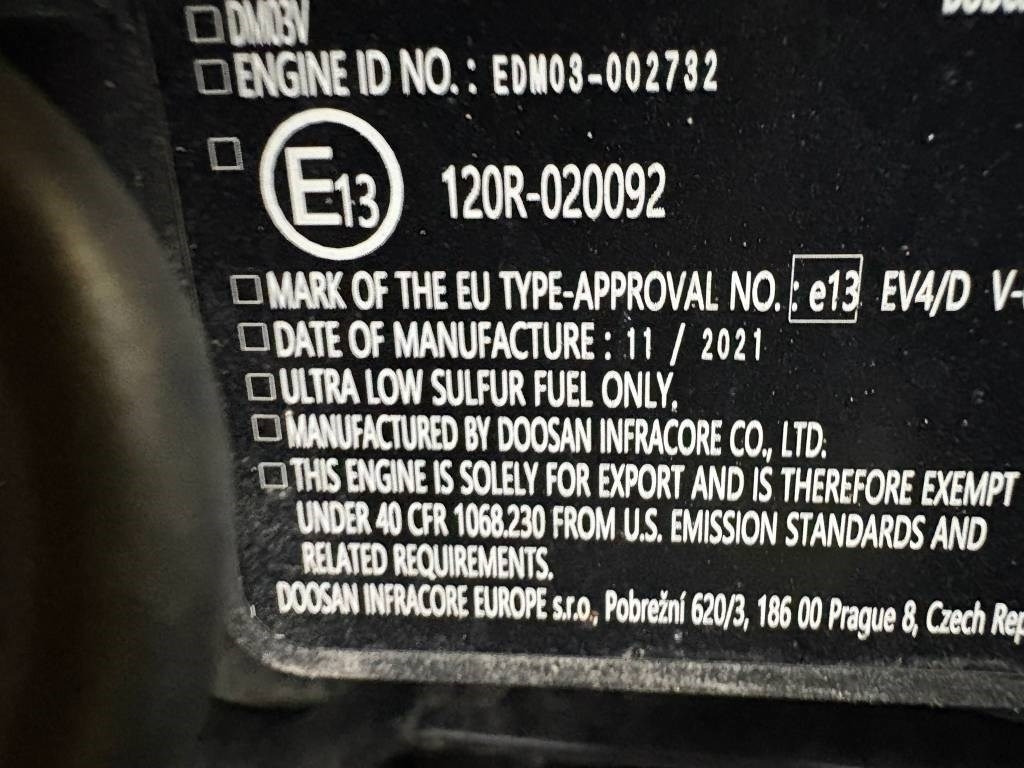 DM03V
ENGINE ID NO. : EDM03-002732
E13 120R-020092
MARK OF THE EU TYPE-APPROVAL NO. : e13 EV4/D V-
DATE OF MANUFACTURE : 11 / 2021
ULTRA LOW SULFUR FUEL ONLY.
MANUFACTURED BY DOOSAN INFRACORE CO., LTD.
THIS ENGINE IS SOLELY FOR EXPORT AND IS THEREFORE EXEMPT
UNDER 40 CFR 1068.230 FROM U.S. EMISSION STANDARDS AND
RELATED REQUIREMENTS.
DOOSAN INFRACORE EUROPE s.r.o., Pobrežní 620/3, 186 00 Prague 8, Czech Rep